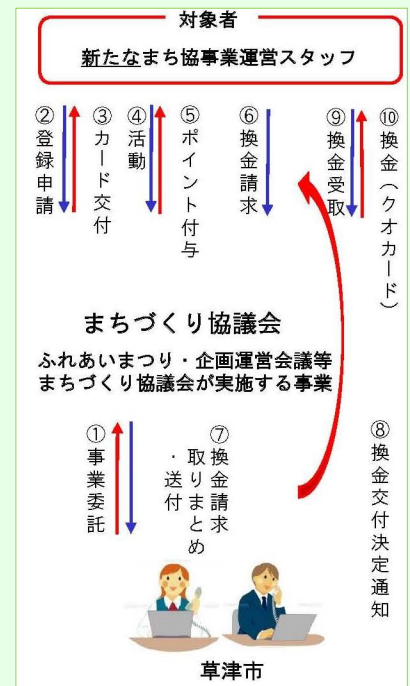 対象者
新たなまち協事業運営スタッフ
②登録申請
③カード交付
④活動
⑤ポイント付与
⑥換金請求
⑨換金受取
⑩換金（クオカード）
まちづくり協議会
ふれあいまつり・企画運営会議等
まちづくり協議会が実施する事業
①事業委託
⑦換金請求
取りまとめ
・送付
⑧換金交付決定通知
草津市